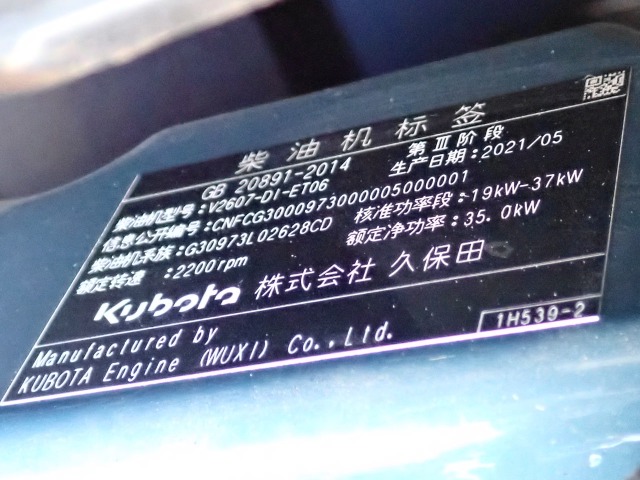 柴油机标签
GB 20891-2014 第Ⅲ阶段
柴油机型号:V2607-DI-ET06 生产日期:2021/05
信息公开编号:CNFCG30009730000005000001
柴油机系族:G30973L02628CD 核准功率段:19kW-37kW
额定转速 :2200rpm 额定净功率:35.0kW
Kubota 株式会社 久保田
Manufactured by
KUBOTA Engine (WUXI) Co.,Ltd.
1H539-2